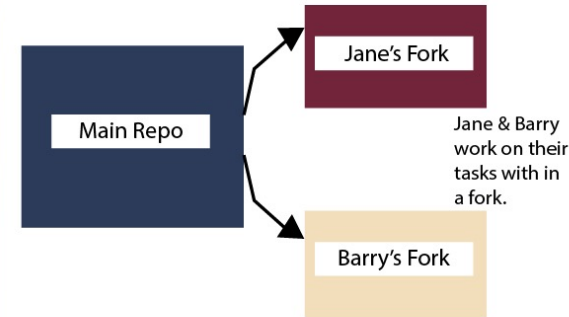 Main Repo
Jane's Fork
Jane & Barry
work on their
tasks with in
a fork.
Barry's Fork